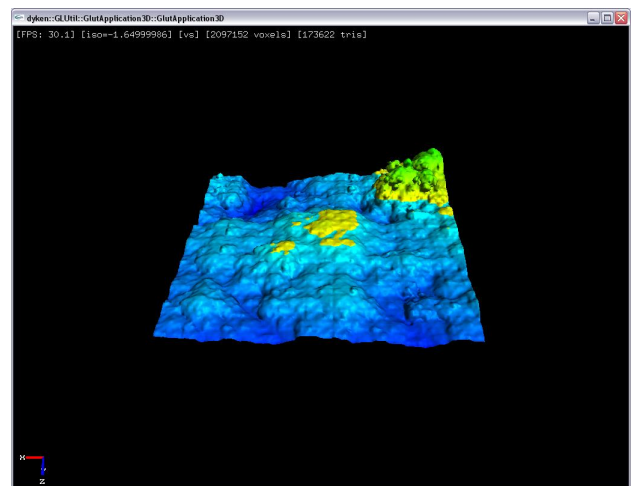 dyken::GLUtil::GlutApplication3D::GlutApplication3D
[FPS: 30.1] [iso=-1.64999986] [vs] [2097152 voxels] [173622 tris]
X
Y
Z